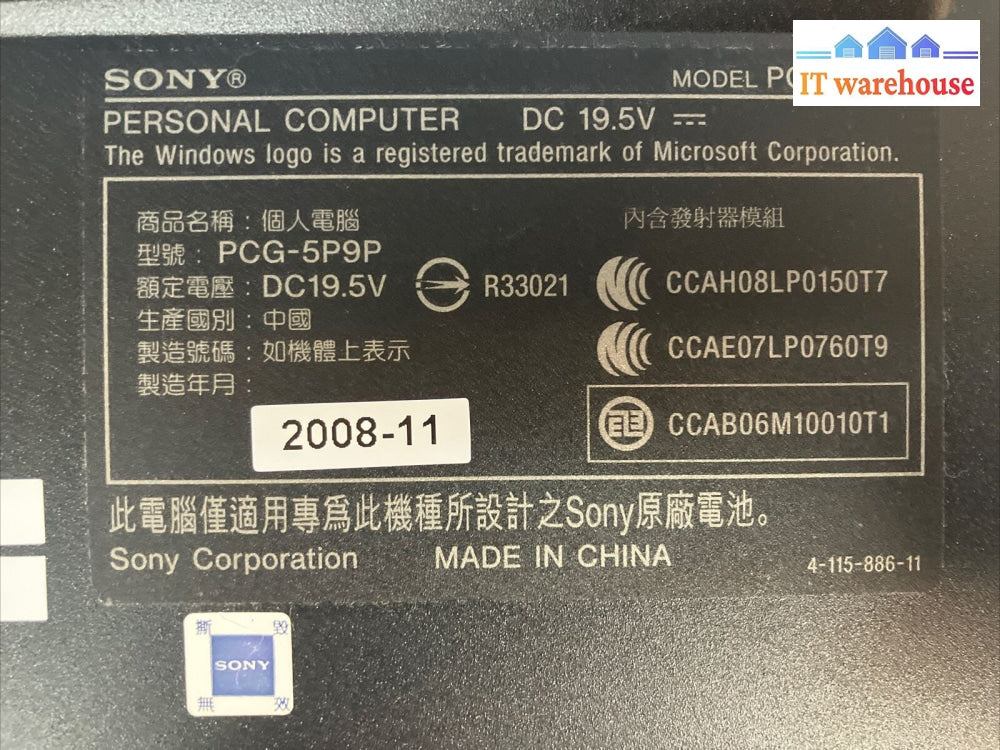 SONY®
MODEL PC
IT warehouse
PERSONAL COMPUTER DC 19.5V ⎓
The Windows logo is a registered trademark of Microsoft Corporation.
商品名稱：個人電腦
型號：PCG-5P9P
額定電壓：DC19.5V
生產國別：中國
製造號碼：如機體上表示
製造年月：
2008-11
R33021
內含發射器模組
CCAH08LP0150T7
CCAE07LP0760T9
CCAB06M10010T1
此電腦僅適用專爲此機種所設計之Sony原廠電池。
Sony Corporation MADE IN CHINA 4-115-886-11
撕毀
SONY
無效